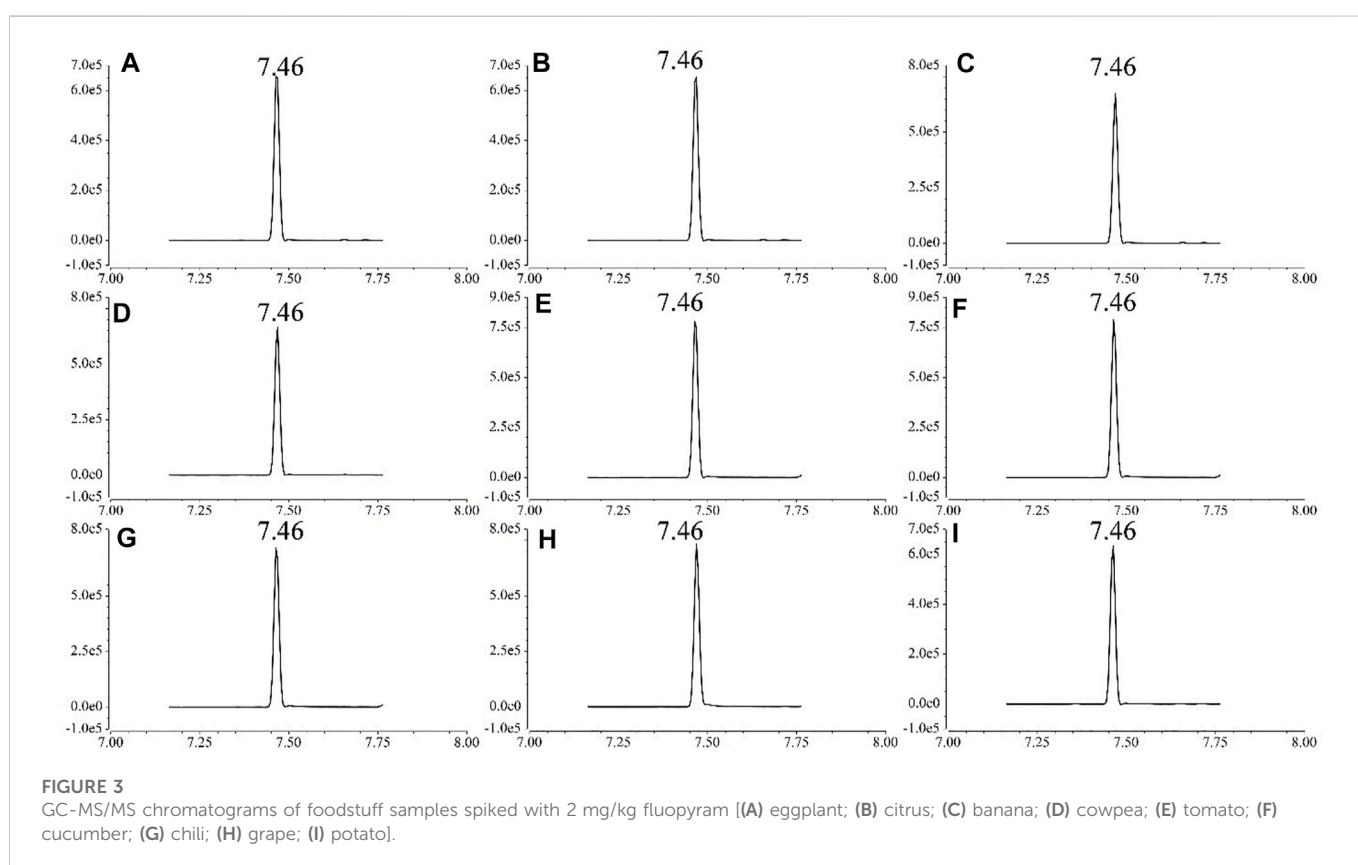 A
7.46
7.0e5
6.0e5
4.0e5
2.0e5
0.0e0
-1.0e5
7.00
7.25
7.50
7.75
8.00
B
7.46
7.0e5
6.0e5
4.0e5
2.0e5
0.0e0
-1.0e5
7.00
7.25
7.50
7.75
8.00
C
7.46
8.0e5
5.0e5
2.5e5
0.0e0
-1.0e5
7.00
7.25
7.50
7.75
8.00
D
7.46
8.0e5
5.0e5
2.5e5
0.0e0
-1.0e5
7.00
7.25
7.50
7.75
8.00
E
7.46
9.0e5
7.5e5
5.0e5
2.5e5
0.0e0
-1.0e5
7.00
7.25
7.50
7.75
8.00
F
7.46
9.0e5
7.5e5
5.0e5
2.5e5
0.0e0
-1.0e5
7.00
7.25
7.50
7.75
8.00
G
7.46
8.0e5
5.0e5
2.5e5
0.0e0
-1.0e5
7.00
7.25
7.50
7.75
8.00
H
7.46
8.0e5
5.0e5
2.5e5
0.0e0
-1.0e5
7.00
7.25
7.50
7.75
8.00
I
7.46
7.0e5
6.0e5
4.0e5
2.0e5
0.0e0
-1.0e5
7.00
7.25
7.50
7.75
8.00
FIGURE 3
GC-MS/MS chromatograms of foodstuff samples spiked with 2 mg/kg fluopyram [(A) eggplant; (B) citrus; (C) banana; (D) cowpea; (E) tomato; (F)
cucumber; (G) chili; (H) grape; (I) potato].